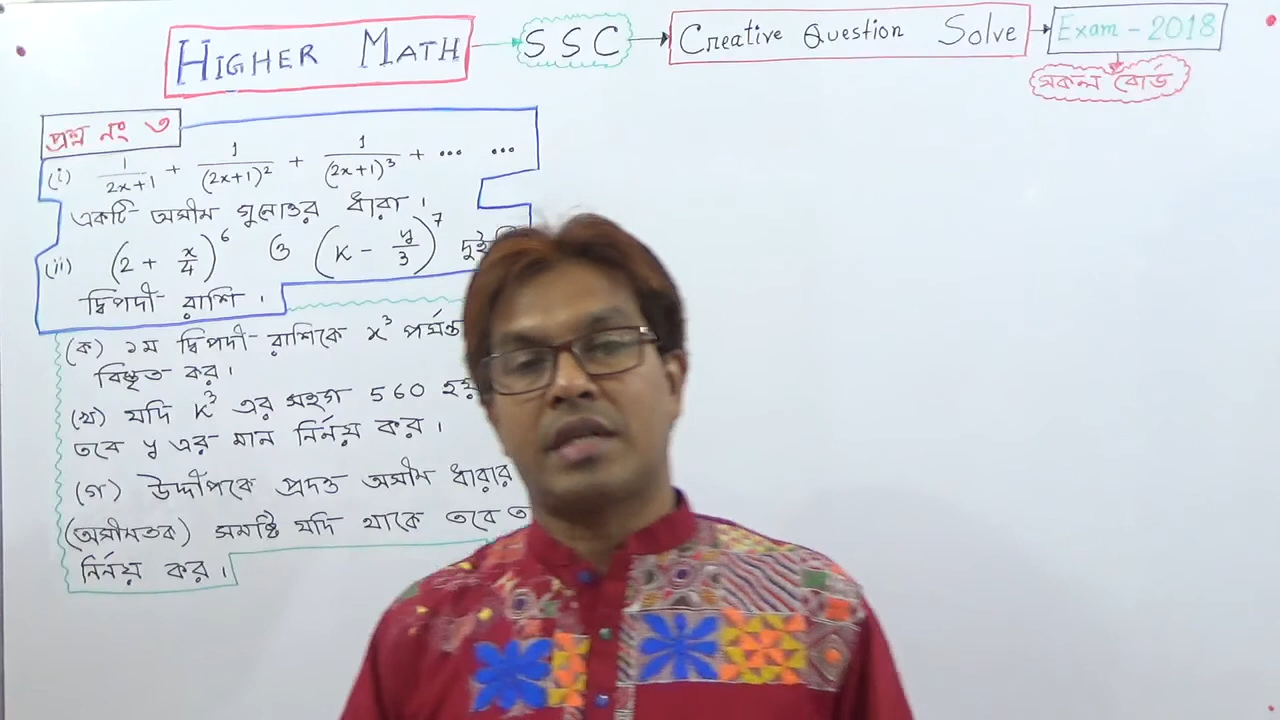 HIGHER MATH → SSC → Creative Question Solve → Exam - 2018
সকল বোর্ড
প্রশ্ন নং ৩
(i) 1/(2x+1) + 1/(2x+1)² + 1/(2x+1)³ + ... ...
একটি অসীম গুনোত্তর ধারা।
(ii) (2 + x/4)⁶ ও (K - y/3)⁷
দ্বিপদী রাশি।
(ক) ১ম দ্বিপদী রাশিকে x³ পর্যন্ত
বিস্তৃত কর।
(খ) যদি K³ এর সহগ 560 হয়
তবে y এর মান নির্নয় কর।
(গ) উদ্দীপকে প্রদত্ত অসীম ধারার
(অসীমতক) সমষ্টি যদি থাকে তবে
নির্নয় কর।